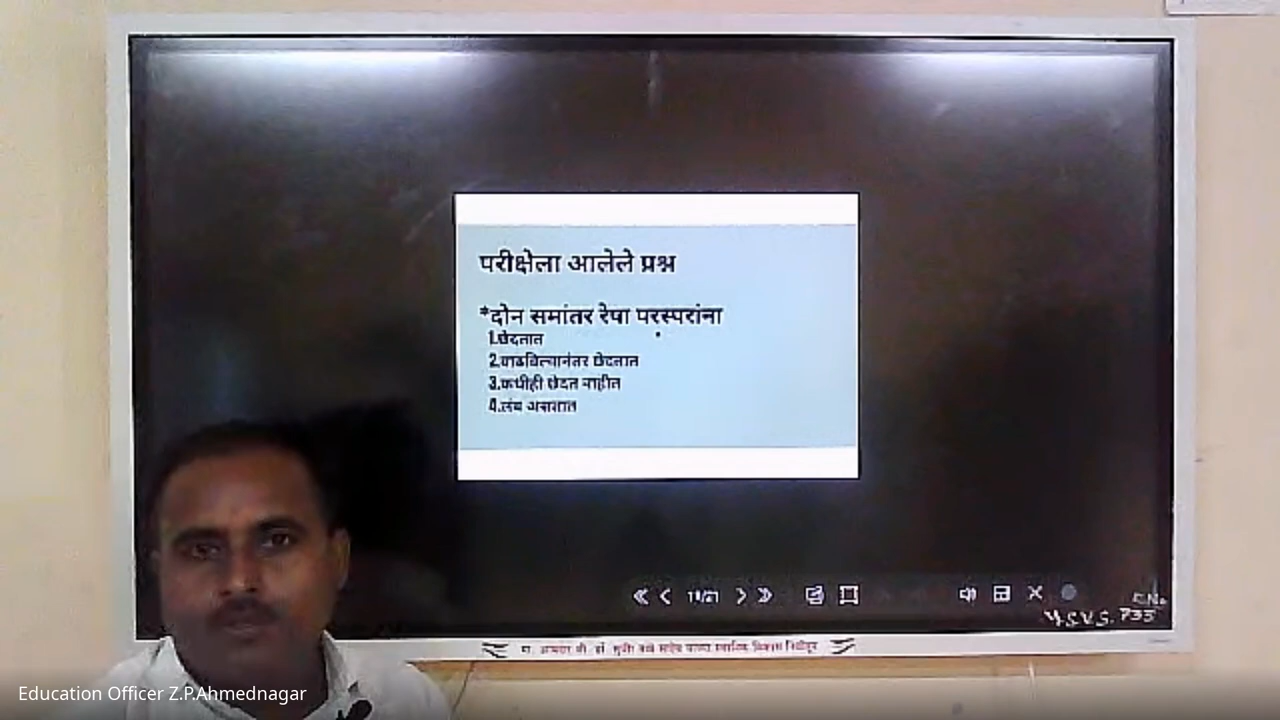 परीक्षेला आलेले प्रश्न
*दोन समांतर रेषा परस्परांना
1.छेदतात
2.वाढविल्यानंतर छेदतात
3.कधीही छेदत नाहीत
4.लंब असतात
Education Officer Z.P.Ahmednagar